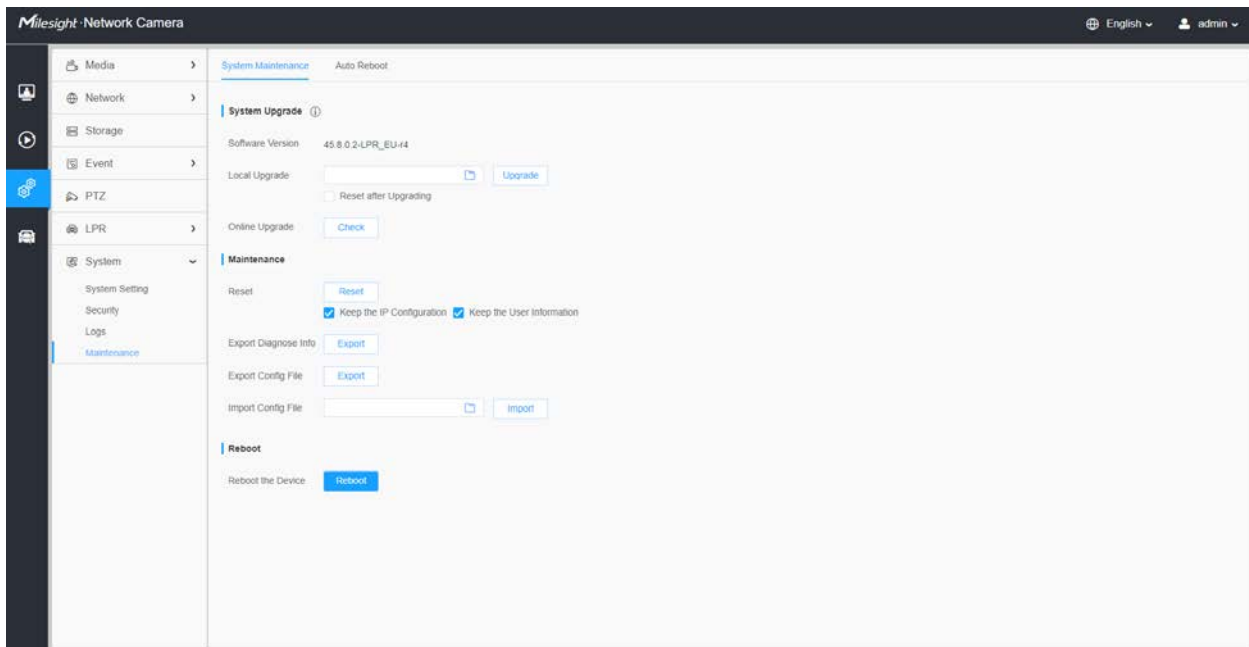 Milesight · Network Camera
English
admin
Media
Network
Storage
Event
PTZ
LPR
System
System Setting
Security
Logs
Maintenance
System Maintenance Auto Reboot
System Upgrade
Software Version 45.8.0.2-LPR_EU-r4
Local Upgrade Upgrade
Reset after Upgrading
Online Upgrade Check
Maintenance
Reset Reset
Keep the IP Configuration Keep the User Information
Export Diagnose Info Export
Export Config File Export
Import Config File Import
Reboot
Reboot the Device Reboot